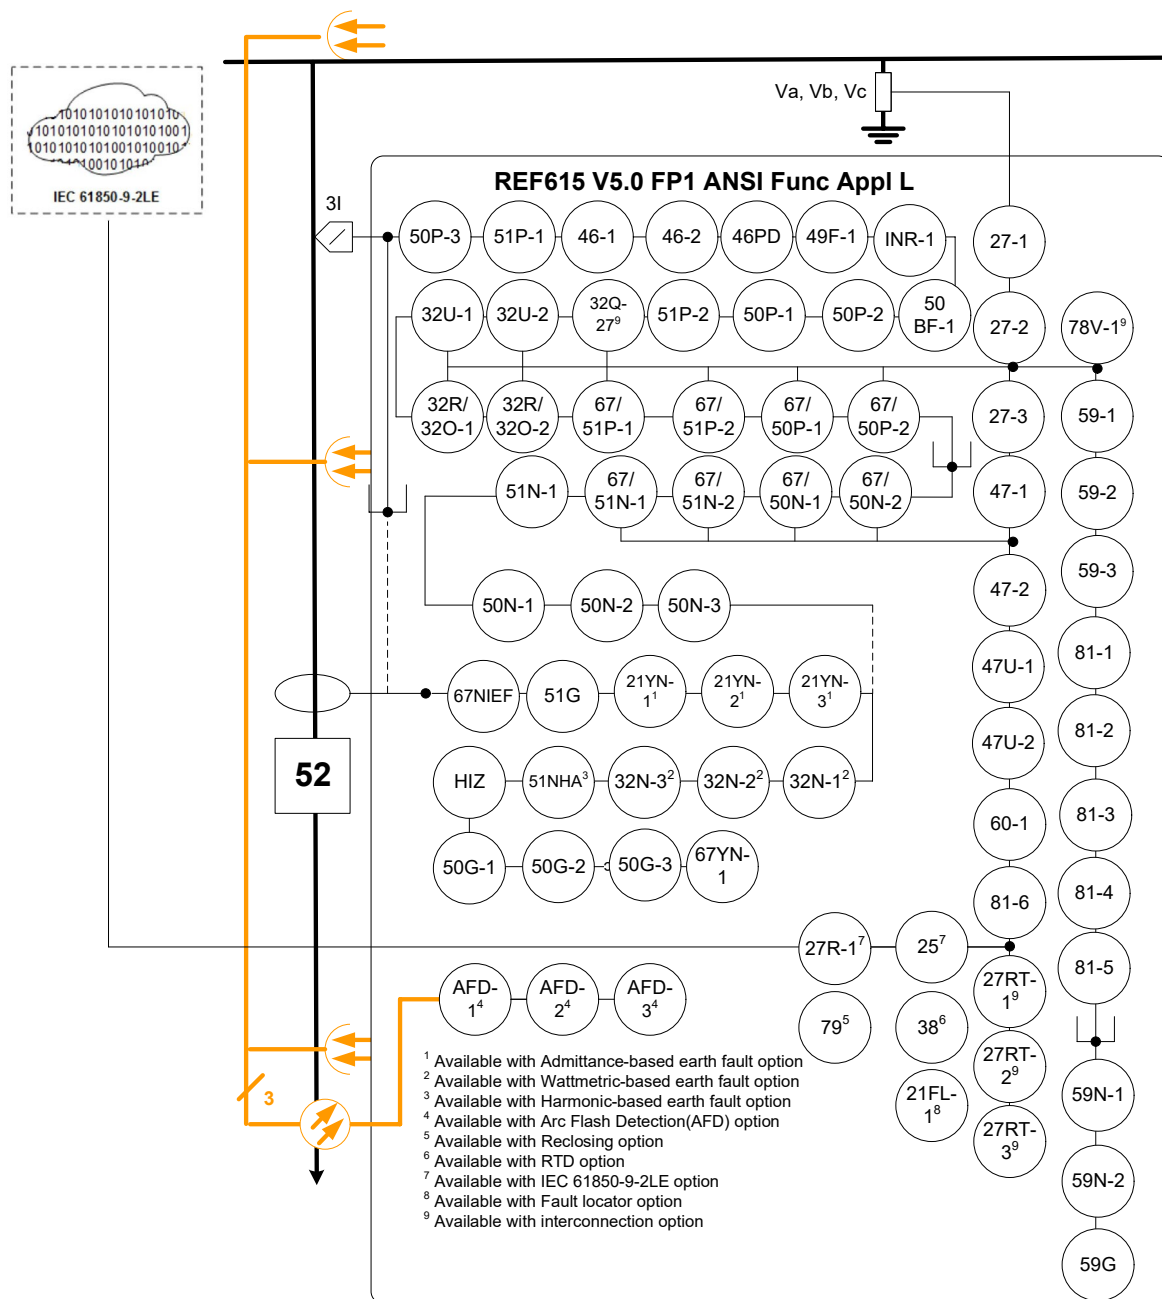 Va, Vb, Vc
10101010101010
10101010101010101001
1010101010100101001
100101010
IEC 61850-9-2LE
REF615 V5.0 FP1 ANSI Func Appl L
3I
50P-3 51P-1 46-1 46-2 46PD 49F-1 INR-1 27-1
32U-1 32U-2 32Q-27⁹ 51P-2 50P-1 50P-2 50 BF-1 27-2 78V-1⁹
32R/ 32R/ 67/ 67/ 67/ 67/ 27-3 59-1
32O-1 32O-2 51P-1 51P-2 50P-1 50P-2
51N-1 67/ 67/ 67/ 67/ 47-1 59-2
51N-1 51N-2 50N-1 50N-2
50N-1 50N-2 50N-3 47-2 59-3
67NIEF 51G 21YN-1¹ 21YN-2¹ 21YN-3¹ 47U-1 81-1
47U-2 81-2
52
HIZ 51NHA³ 32N-3² 32N-2² 32N-1²
60-1 81-3
50G-1 50G-2 50G-3 67YN-1
81-6 81-4
27R-1⁷ 25⁷ 81-5
AFD-1⁴ AFD-2⁴ AFD-3⁴ 27RT-1⁹
79⁵ 38⁶
27RT-2⁹
21FL-1⁸ 59N-1
27RT-3⁹
59N-2
59G
3
¹ Available with Admittance-based earth fault option
² Available with Wattmetric-based earth fault option
³ Available with Harmonic-based earth fault option
⁴ Available with Arc Flash Detection(AFD) option
⁵ Available with Reclosing option
⁶ Available with RTD option
⁷ Available with IEC 61850-9-2LE option
⁸ Available with Fault locator option
⁹ Available with interconnection option